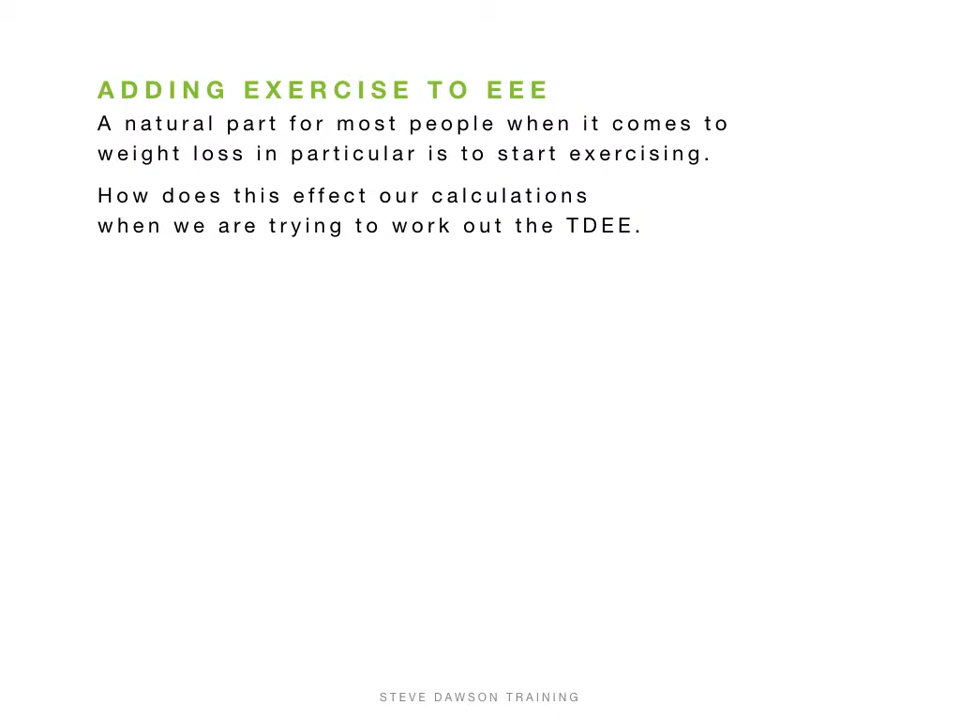 ADDING EXERCISE TO EEE
A natural part for most people when it comes to
weight loss in particular is to start exercising.
How does this effect our calculations
when we are trying to work out the TDEE.
STEVE DAWSON TRAINING